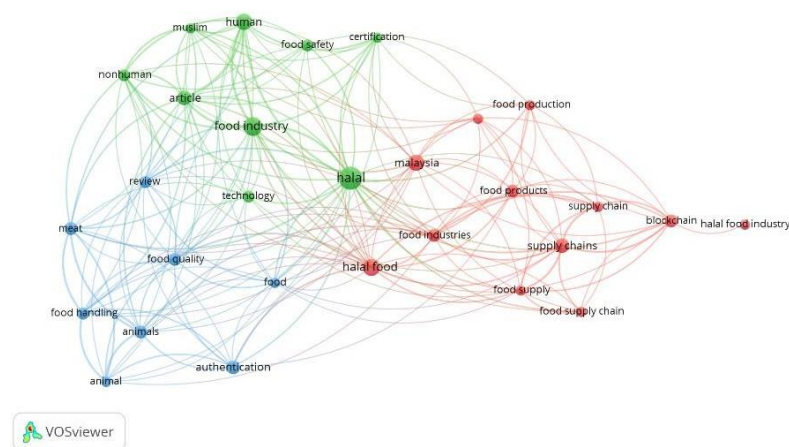 human
muslim
certification
food safety
nonhuman
article
food production
food industry
malaysia
halal
review
food products
technology
supply chain
blockchain
halal food industry
meat
food industries
supply chains
food quality
halal food
food
food supply
food handling
food supply chain
animals
authentication
animal
VOSviewer